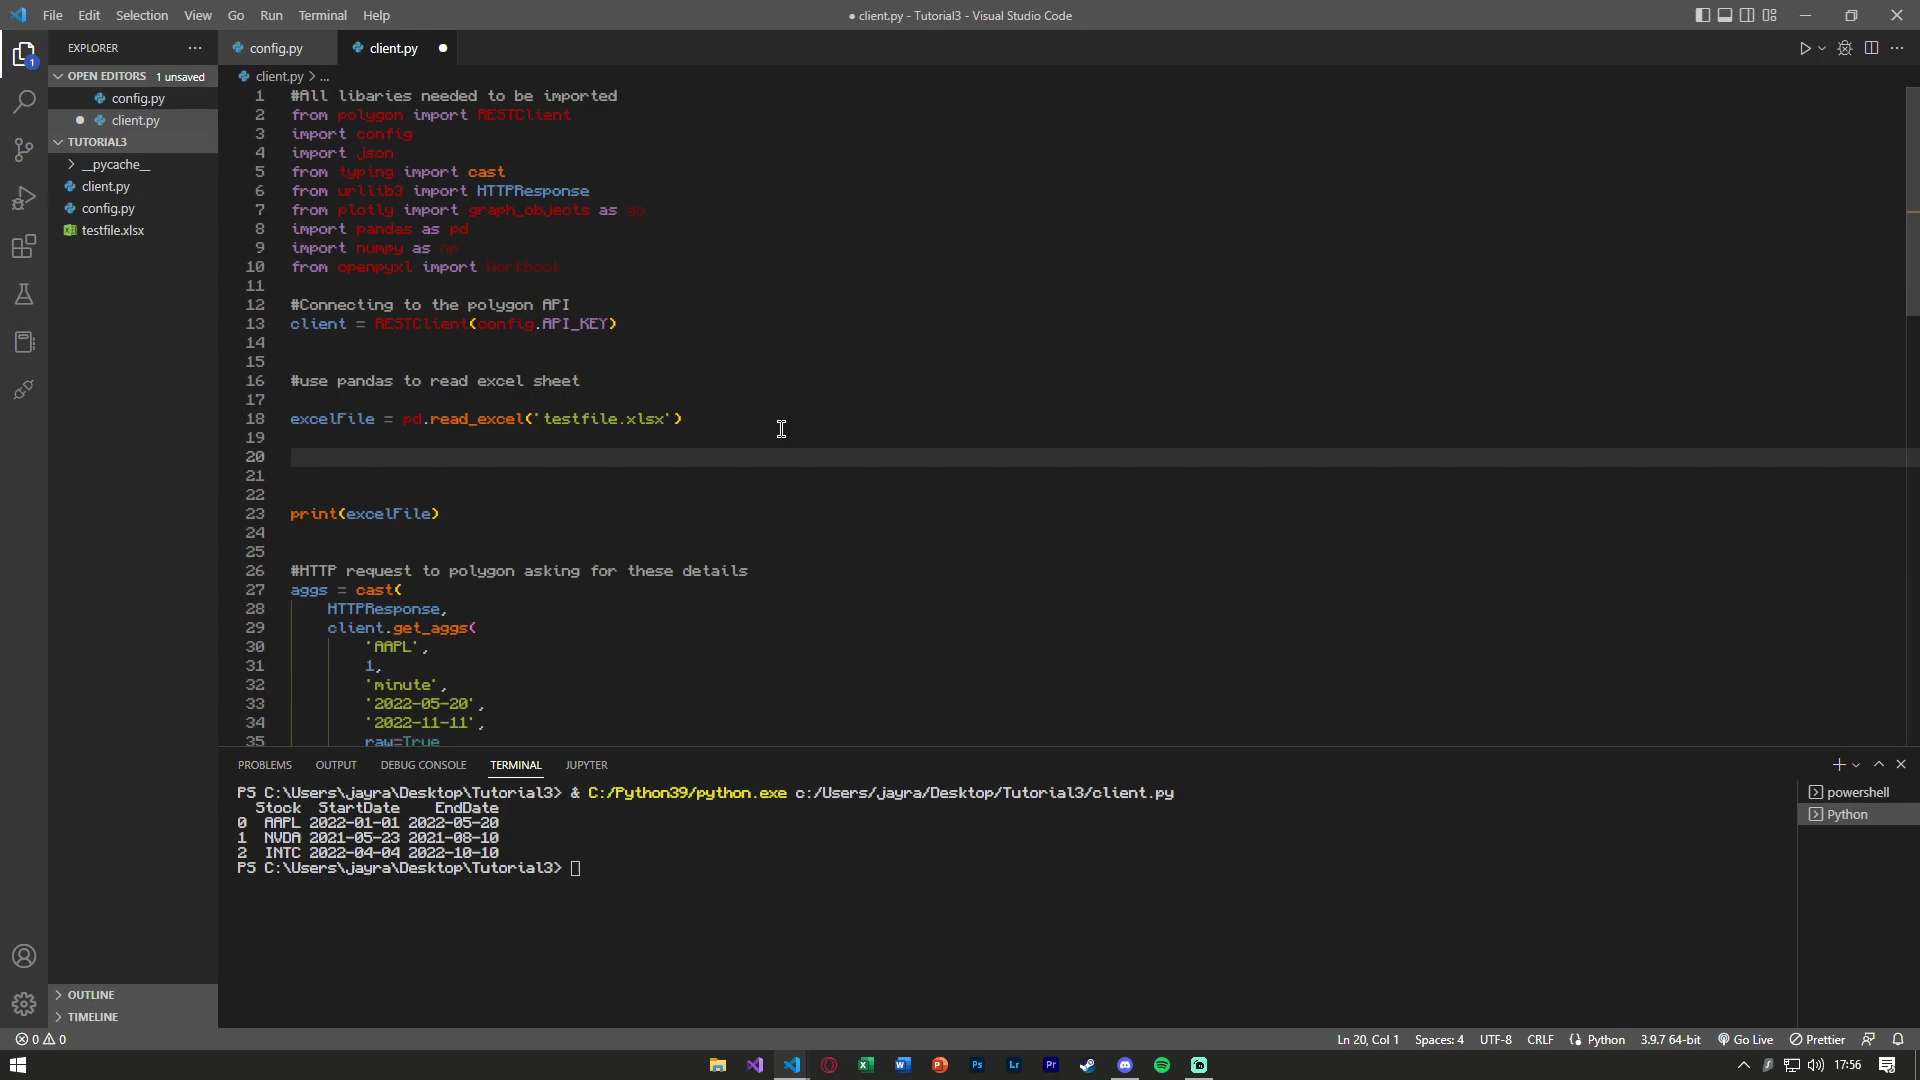 File Edit Selection View Go Run Terminal Help
● client.py - Tutorial3 - Visual Studio Code
EXPLORER
config.py
client.py
1
OPEN EDITORS 1 unsaved
config.py
client.py
TUTORIAL3
__pycache__
client.py
config.py
testfile.xlsx
client.py > ...
1 #All libaries needed to be imported
2 from polygon import RESTClient
3 import config
4 import json
5 from typing import cast
6 from urllib3 import HTTPResponse
7 from plotly import graph_objects as go
8 import pandas as pd
9 import numpy as np
10 from openpyxl import Workbook
11
12 #Connecting to the polygon API
13 client = RESTClient(config.API_KEY)
14
15
16 #use pandas to read excel sheet
17
18 excelFile = pd.read_excel('testfile.xlsx')
19
20
21
22
23 print(excelFile)
24
25
26 #HTTP request to polygon asking for these details
27 aggs = cast(
28 HTTPResponse,
29 client.get_aggs(
30 'AAPL',
31 1,
32 'minute',
33 '2022-05-20',
34 '2022-11-11',
35 raw=True
PROBLEMS OUTPUT DEBUG CONSOLE TERMINAL JUPYTER
PS C:\Users\jayra\Desktop\Tutorial3> & C:/Python39/python.exe c:/Users/jayra/Desktop/Tutorial3/client.py
Stock StartDate EndDate
0 AAPL 2022-01-01 2022-05-20
1 NVDA 2021-05-23 2021-08-10
2 INTC 2022-04-04 2022-10-10
PS C:\Users\jayra\Desktop\Tutorial3>
powershell
Python
OUTLINE
TIMELINE
0 0
Ln 20, Col 1 Spaces: 4 UTF-8 CRLF Python 3.9.7 64-bit Go Live Prettier
W P Ps Lr Pr
17:56